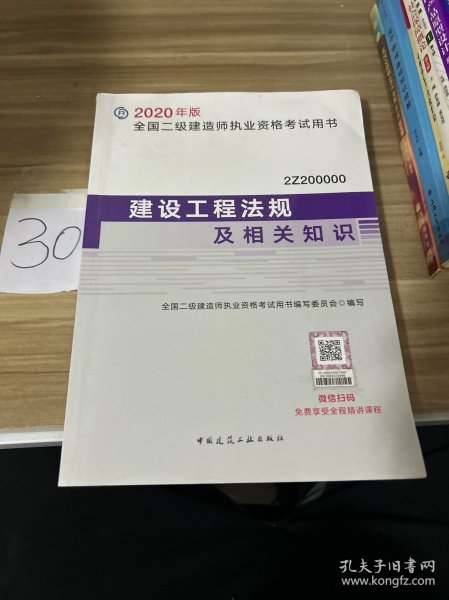 2020年版
全国二级建造师执业资格考试用书
2Z200000
建设工程法规
及相关知识
全国二级建造师执业资格考试用书编写委员会◎编写
微信扫码
免费享受全程精讲课程
中国建筑工业出版社
30
孔夫子旧书网
www.kongfz.com